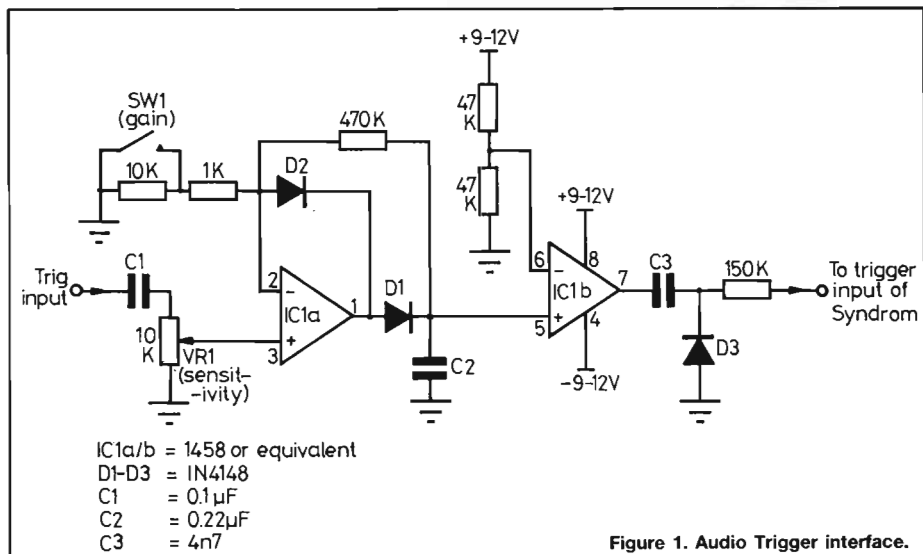 +9-12V
SW1
(gain)
47
K
470K
10K
1K
D2
47
K
+9-12V
Trig
input
C1
2
-
IC1a
1
D1
6
-
8
IC1b
7
C3
150K
To trigger
input of
Syndrom
10
K
3
+
5
+
4
VR1
(sensit-
-ivity)
C2
-9-12V
D3
IC1a/b = 1458 or equivalent
D1-D3 = IN4148
C1 = 0.1µF
C2 = 0.22µF
C3 = 4n7
Figure 1. Audio Trigger interface.